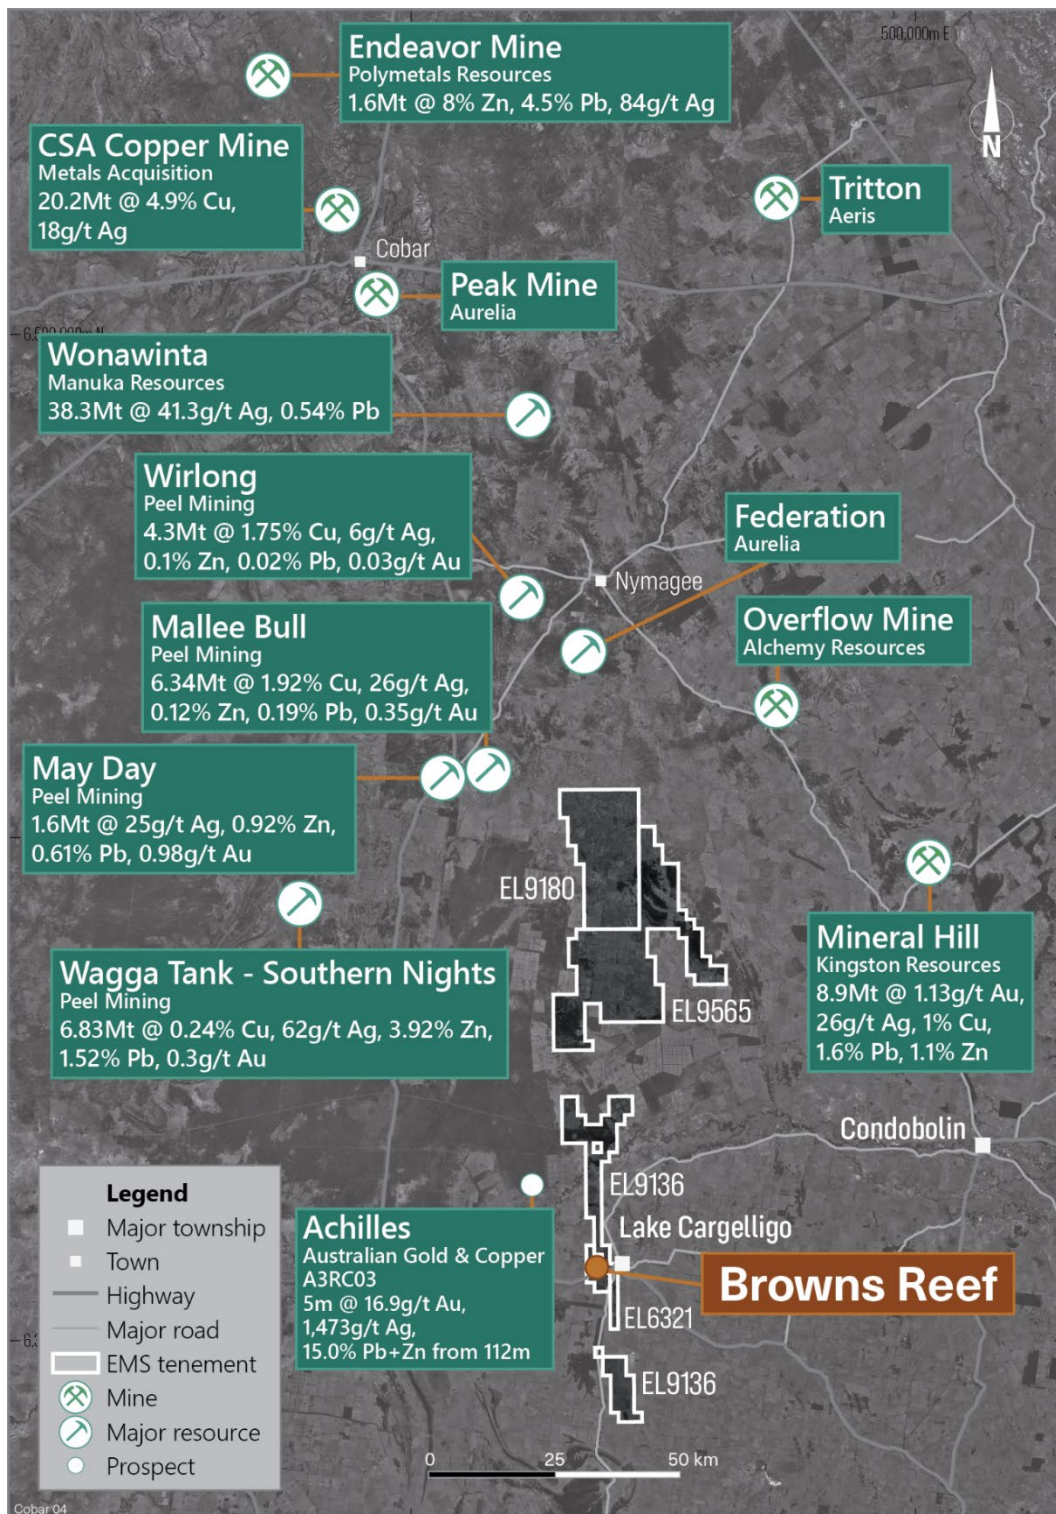 500,000m E
Endeavor Mine
Polymetals Resources
1.6Mt @ 8% Zn, 4.5% Pb, 84g/t Ag
N
CSA Copper Mine
Metals Acquisition
20.2Mt @ 4.9% Cu,
18g/t Ag
Tritton
Aeris
Cobar
Peak Mine
Aurelia
Wonawinta
Manuka Resources
38.3Mt @ 41.3g/t Ag, 0.54% Pb
Wirlong
Peel Mining
4.3Mt @ 1.75% Cu, 6g/t Ag,
0.1% Zn, 0.02% Pb, 0.03g/t Au
Federation
Aurelia
Nymagee
Mallee Bull
Peel Mining
6.34Mt @ 1.92% Cu, 26g/t Ag,
0.12% Zn, 0.19% Pb, 0.35g/t Au
Overflow Mine
Alchemy Resources
May Day
Peel Mining
1.6Mt @ 25g/t Ag, 0.92% Zn,
0.61% Pb, 0.98g/t Au
EL9180
Wagga Tank - Southern Nights
Peel Mining
6.83Mt @ 0.24% Cu, 62g/t Ag, 3.92% Zn,
1.52% Pb, 0.3g/t Au
EL9565
Mineral Hill
Kingston Resources
8.9Mt @ 1.13g/t Au,
26g/t Ag, 1% Cu,
1.6% Pb, 1.1% Zn
Condobolin
EL9136
Lake Cargelligo
Achilles
Australian Gold & Copper
A3RC03
5m @ 16.9g/t Au,
1,473g/t Ag,
15.0% Pb+Zn from 112m
Browns Reef
EL6321
EL9136
Legend
Major township
Town
Highway
Major road
EMS tenement
Mine
Major resource
Prospect
0 25 50 km
Cobar 04